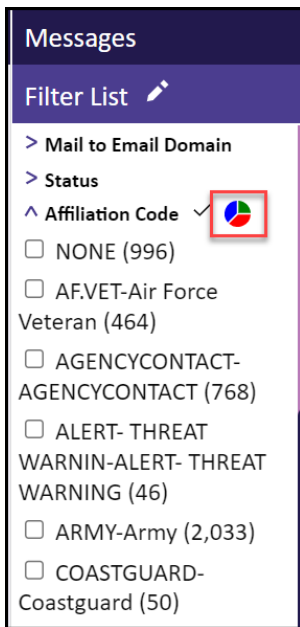 Messages
Filter List
> Mail to Email Domain
> Status
^ Affiliation Code
NONE (996)
AF.VET-Air Force
Veteran (464)
AGENCYCONTACT-
AGENCYCONTACT (768)
ALERT- THREAT
WARNIN-ALERT- THREAT
WARNING (46)
ARMY-Army (2,033)
COASTGUARD-
Coastguard (50)